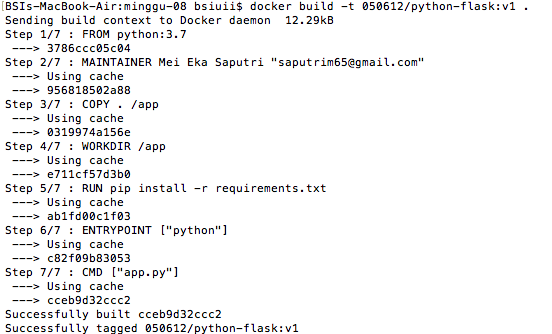 BSIs-MacBook-Air:minggu-08 bsiuii$ docker build -t 050612/python-flask:v1 .
Sending build context to Docker daemon  12.29kB
Step 1/7 : FROM python:3.7
 ---> 3786ccc05c04
Step 2/7 : MAINTAINER Mei Eka Saputri "saputrim65@gmail.com"
 ---> Using cache
 ---> 956818502a88
Step 3/7 : COPY . /app
 ---> Using cache
 ---> 0319974a156e
Step 4/7 : WORKDIR /app
 ---> Using cache
 ---> e711cf57d3b0
Step 5/7 : RUN pip install -r requirements.txt
 ---> Using cache
 ---> ab1fd00c1f03
Step 6/7 : ENTRYPOINT ["python"]
 ---> Using cache
 ---> c82f09b83053
Step 7/7 : CMD ["app.py"]
 ---> Using cache
 ---> cceb9d32ccc2
Successfully built cceb9d32ccc2
Successfully tagged 050612/python-flask:v1